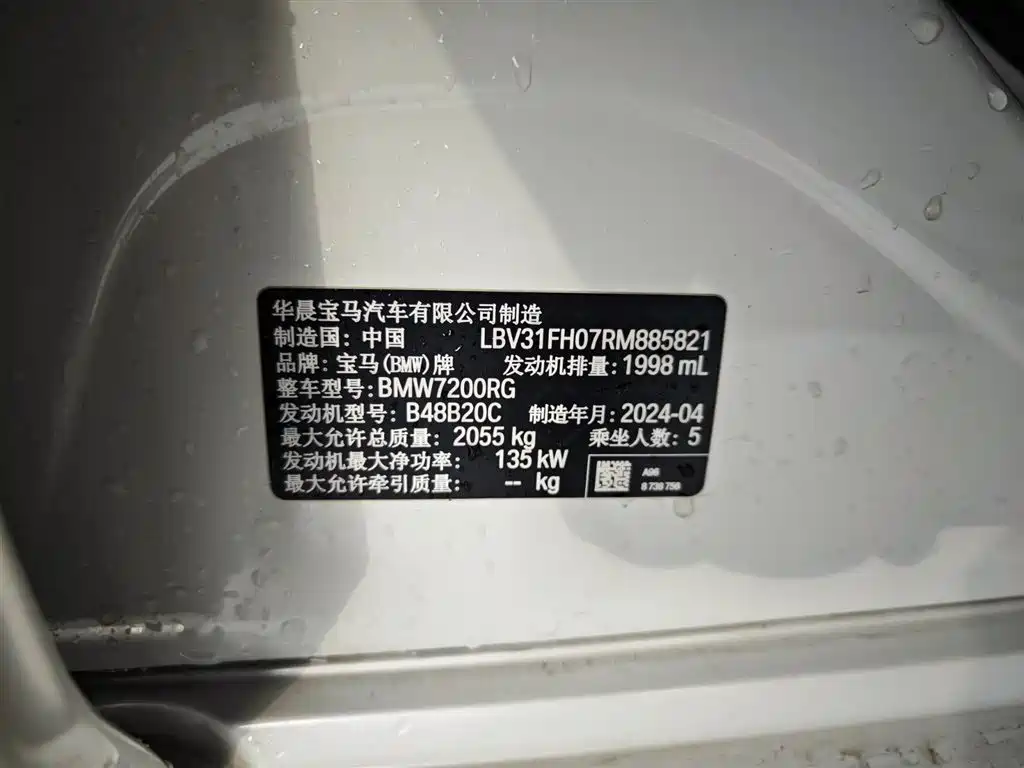 华晨宝马汽车有限公司制造
制造国：中国 LBV31FH07RM885821
品牌：宝马(BMW)牌 发动机排量：1998 mL
整车型号：BMW7200RG
发动机型号：B48B20C 制造年月：2024-04
最大允许总质量：2055 kg 乘坐人数：5
发动机最大净功率：135 kW
最大允许牵引质量：-- kg
A96
8 738 756